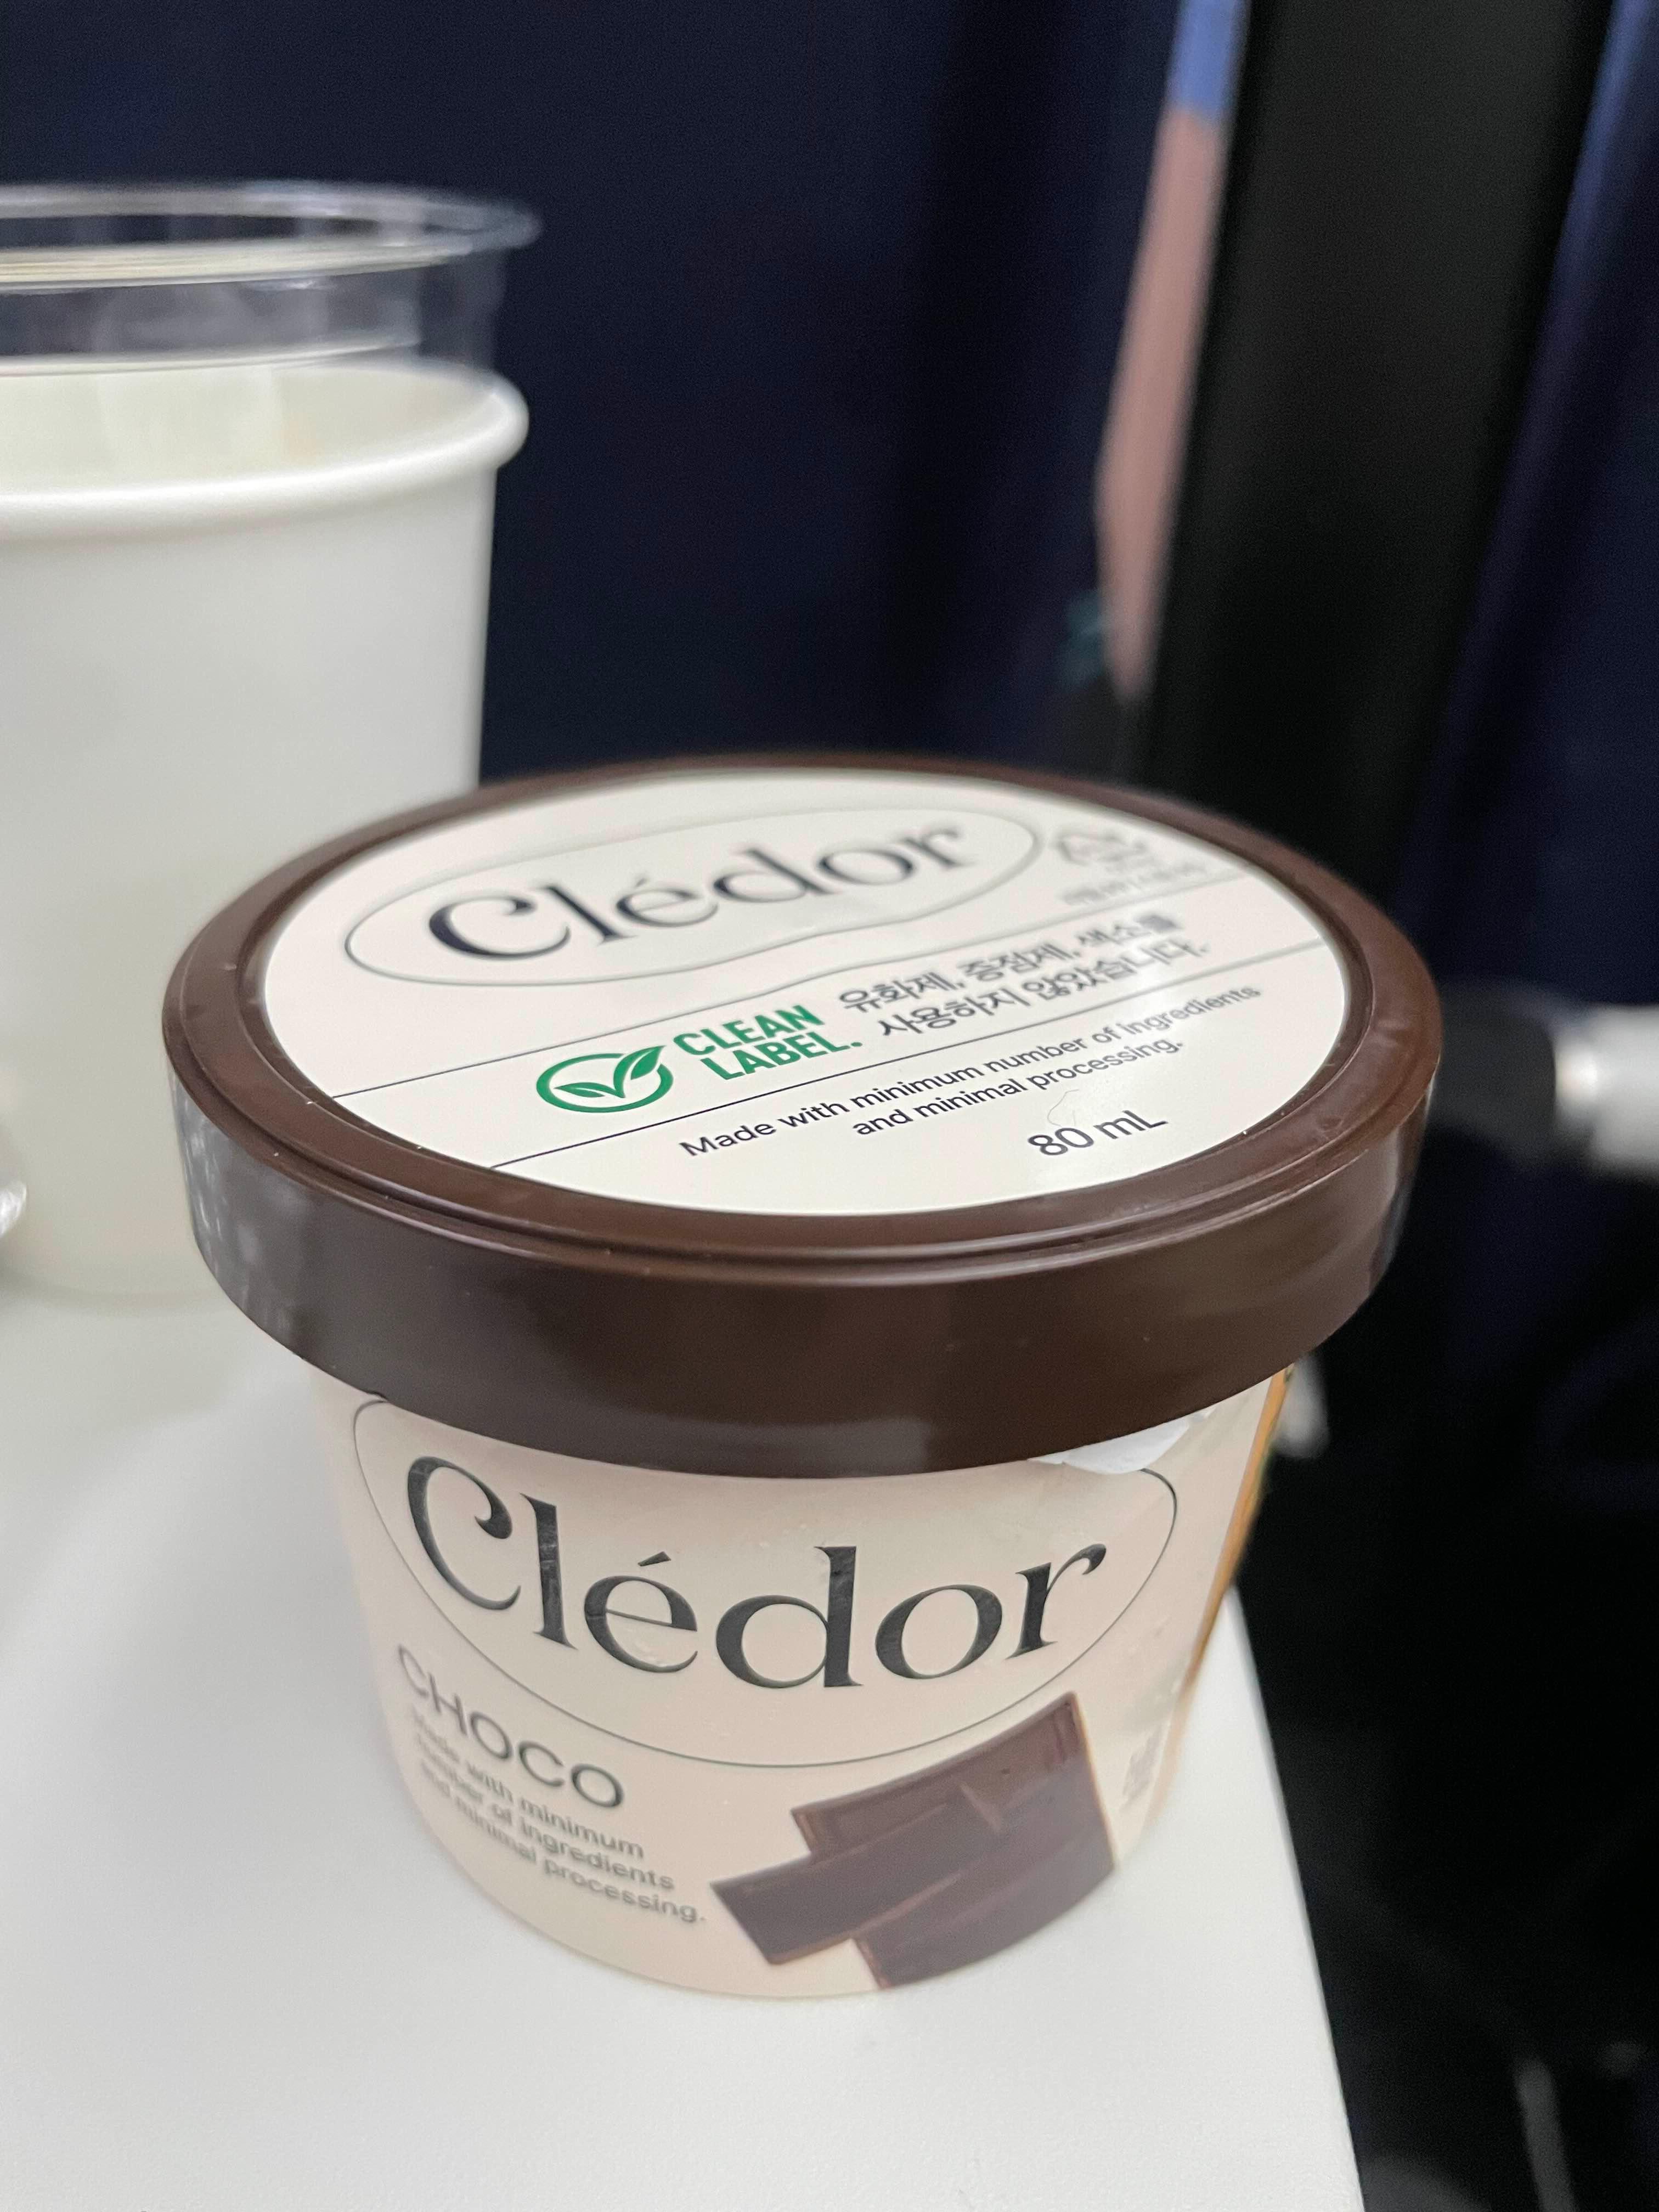 Clédor
CLEAN
LABEL.
유화제, 증점제, 색소를
사용하지 않았습니다.
Made with minimum number of ingredients
and minimal processing.
80 mL
Clédor
CHOCO
Made with minimum
number of ingredients
and minimal processing.